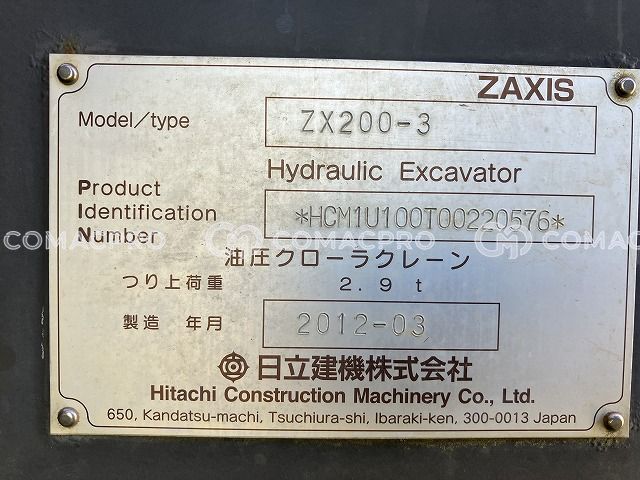 ZAXIS
Model/type ZX200-3
Hydraulic Excavator
Product
Identification *HCM1U100T00220576*
Number
COMACPRO COMACPRO
油圧クローラクレーン
つり上荷重 2.9 t
製造 年月 2012-03
日立建機株式会社
Hitachi Construction Machinery Co., Ltd.
650, Kandatsu-machi, Tsuchiura-shi, Ibaraki-ken, 300-0013 Japan